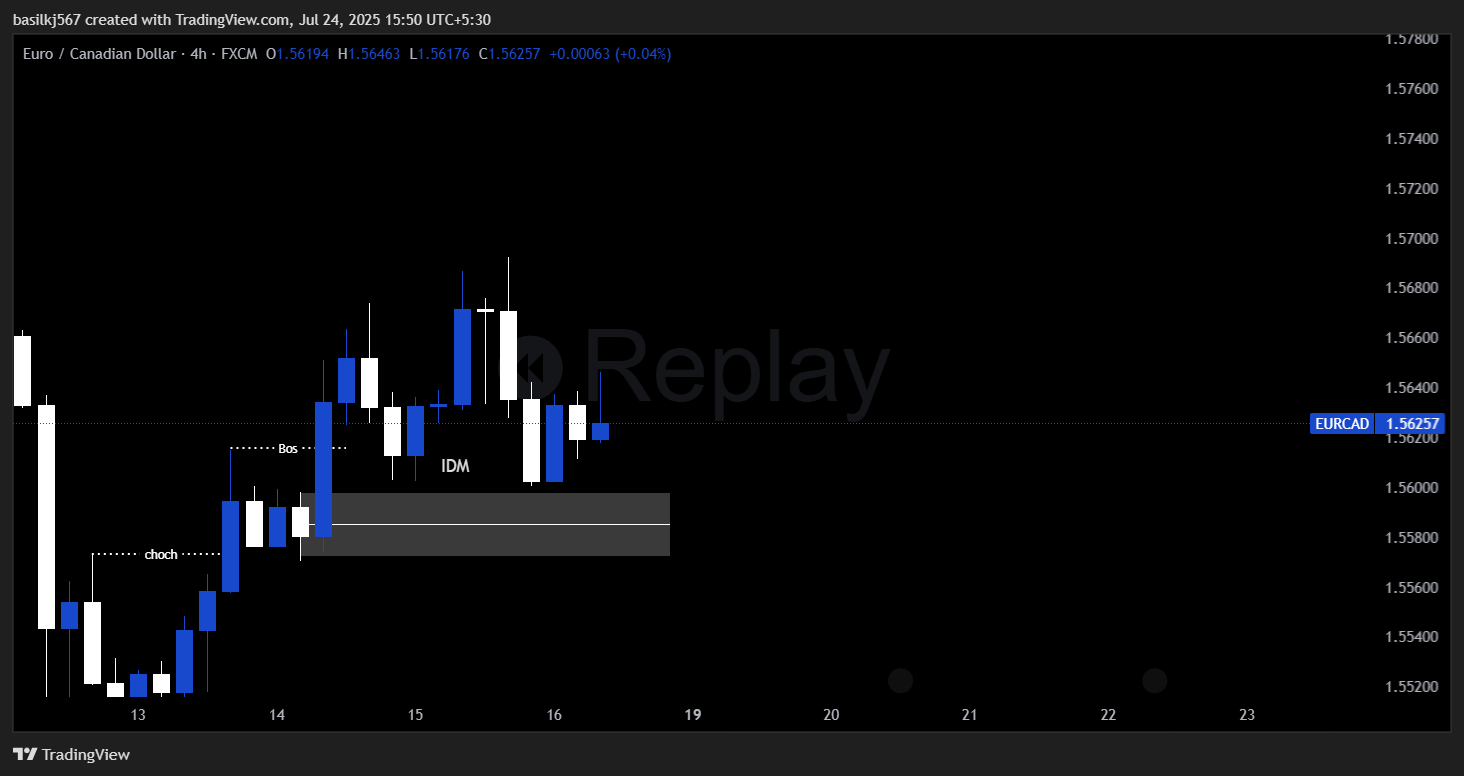 basilkj567 created with TradingView.com, Jul 24, 2025 15:50 UTC+5:30
Euro / Canadian Dollar · 4h · FXCM O1.56194 H1.56463 L1.56176 C1.56257 +0.00063 (+0.04%)
1.57800
1.57600
1.57400
1.57200
1.57000
1.56800
1.56600
Replay
1.56400
EURCAD 1.56257
1.56200
Bos
IDM
1.56000
1.55800
choch
1.55600
1.55400
1.55200
13 14 15 16 19 20 21 22 23
TradingView